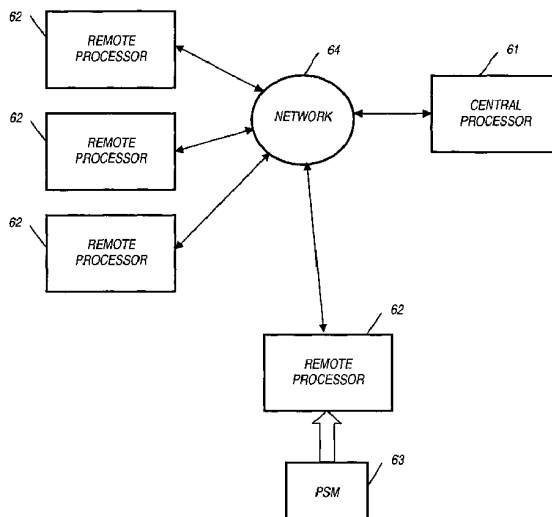 62
REMOTE
PROCESSOR
64
NETWORK
61
CENTRAL
PROCESSOR
62
REMOTE
PROCESSOR
62
REMOTE
PROCESSOR
62
REMOTE
PROCESSOR
63
PSM